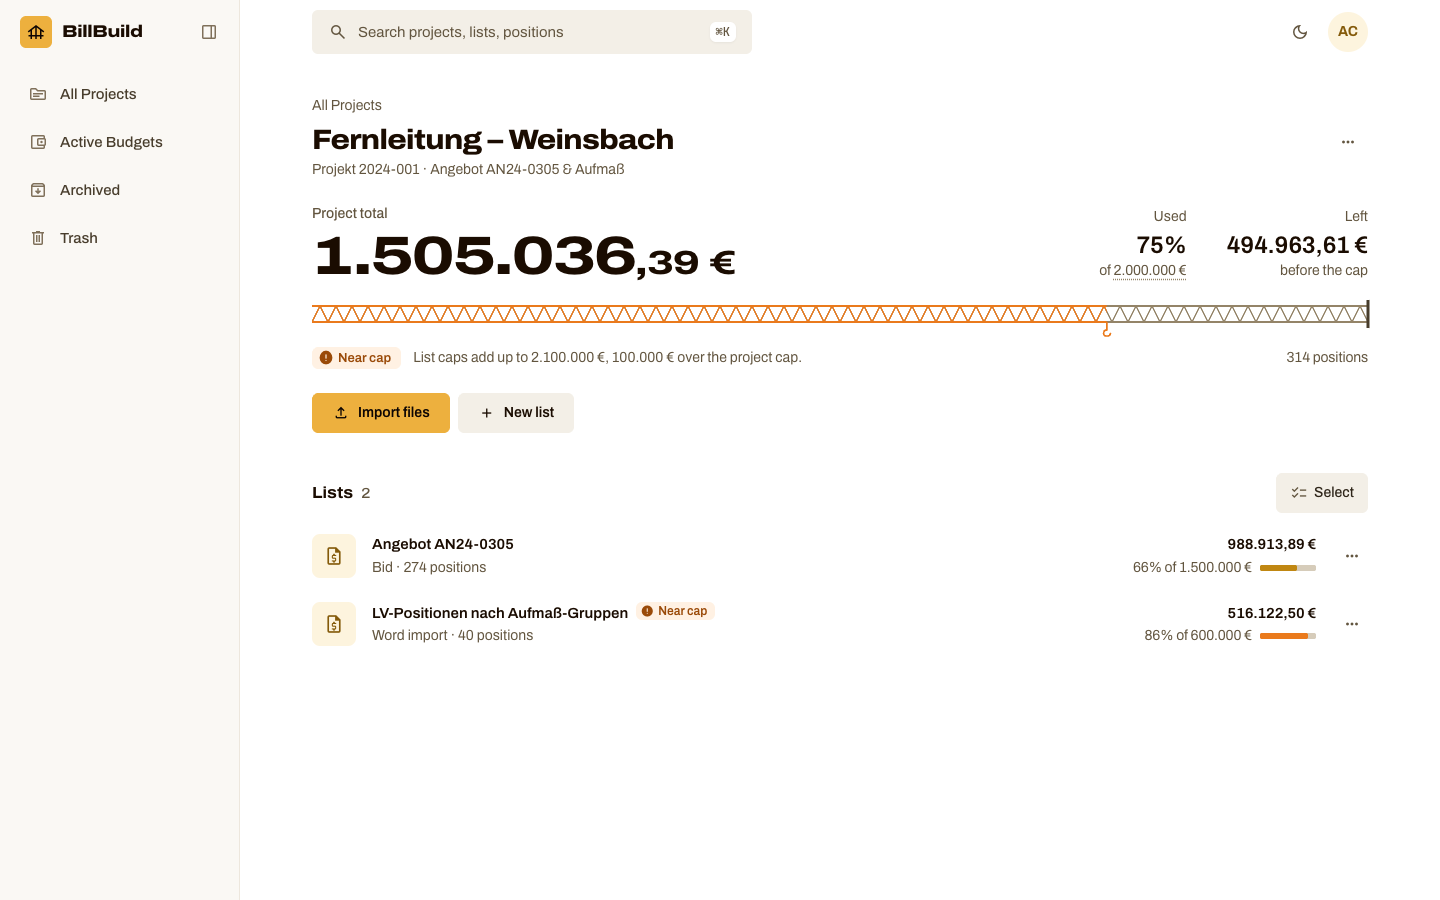 BillBuild
Search projects, lists, positions
⌘K
AC
All Projects
Active Budgets
Archived
Trash
All Projects
Fernleitung – Weinsbach
Projekt 2024-001 · Angebot AN24-0305 & Aufmaß
Project total
1.505.036,39 €
Used
75%
of 2.000.000 €
Left
494.963,61 €
before the cap
Near cap
List caps add up to 2.100.000 €, 100.000 € over the project cap.
314 positions
Import files
New list
Lists 2
Select
Angebot AN24-0305
988.913,89 €
Bid · 274 positions
66% of 1.500.000 €
LV-Positionen nach Aufmaß-Gruppen Near cap
516.122,50 €
Word import · 40 positions
86% of 600.000 €